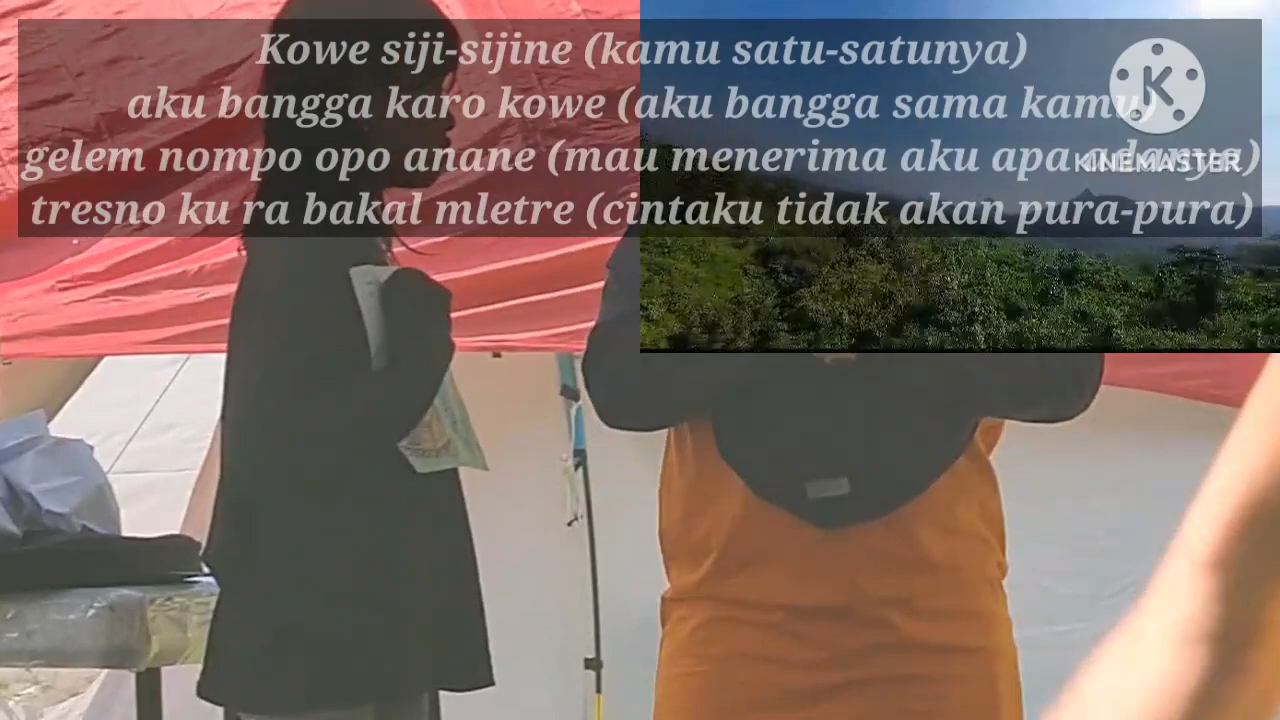 Kowe siji-sijine (kamu satu-satunya)
aku bangga karo kowe (aku bangga sama kamu)
gelem nompo opo anane (mau menerima aku apa adanya)
tresno ku ra bakal mletre (cintaku tidak akan pura-pura)
K
KINEMASTER